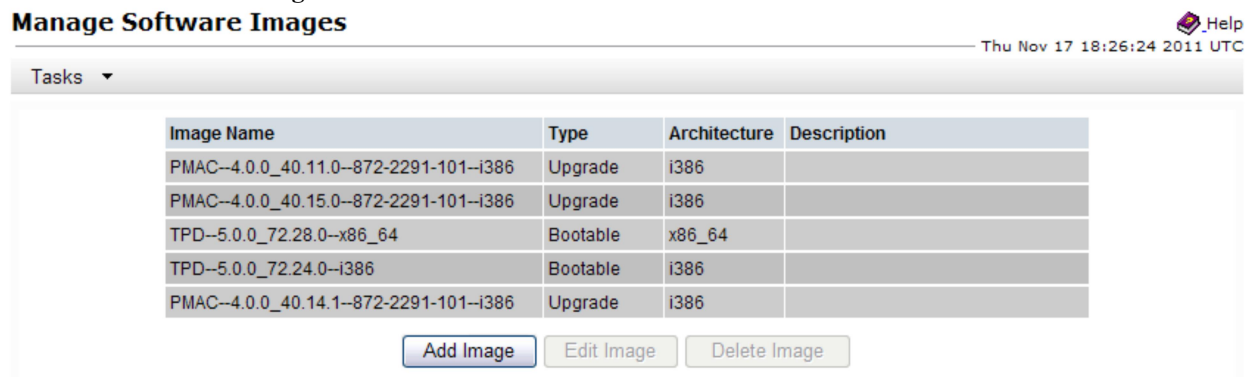 Manage Software Images
Help
Thu Nov 17 18:26:24 2011 UTC
Tasks
Image Name Type Architecture Description
PMAC--4.0.0_40.11.0--872-2291-101--i386 Upgrade i386
PMAC--4.0.0_40.15.0--872-2291-101--i386 Upgrade i386
TPD--5.0.0_72.28.0--x86_64 Bootable x86_64
TPD--5.0.0_72.24.0--i386 Bootable i386
PMAC--4.0.0_40.14.1--872-2291-101--i386 Upgrade i386
Add Image Edit Image Delete Image